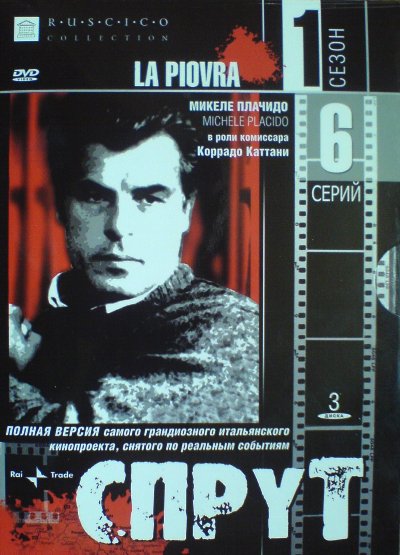 R·U·S·C·I·C·O
COLLECTION
DVD
VIDEO
LA PIOVRA
1
СЕЗОН
МИКЕЛЕ ПЛАЧИДО
MICHELE PLACIDO
в роли комиссара
Коррадо Каттани
6
СЕРИЙ
3
ДИСКА
ПОЛНАЯ ВЕРСИЯ самого грандиозного итальянского
кинопроекта, снятого по реальным событиям
Rai Trade
СПРУТ